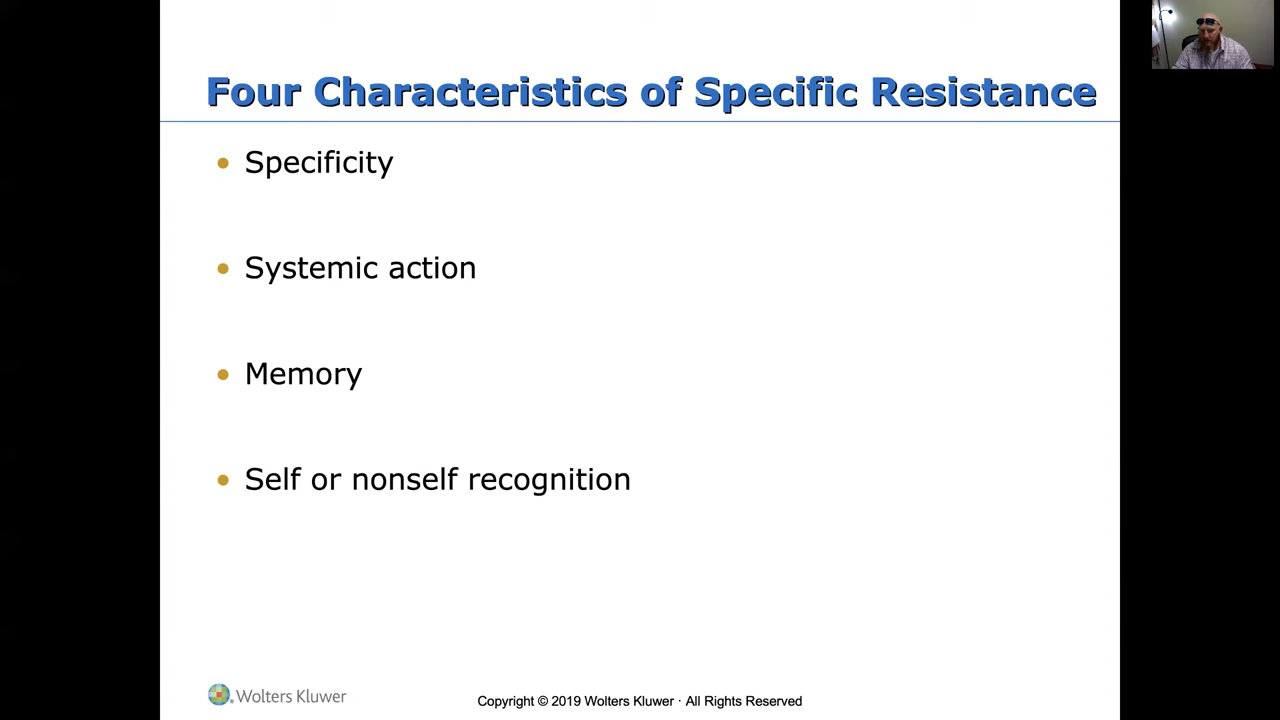 Four Characteristics of Specific Resistance
• Specificity
• Systemic action
• Memory
• Self or nonself recognition
Wolters Kluwer
Copyright © 2019 Wolters Kluwer · All Rights Reserved